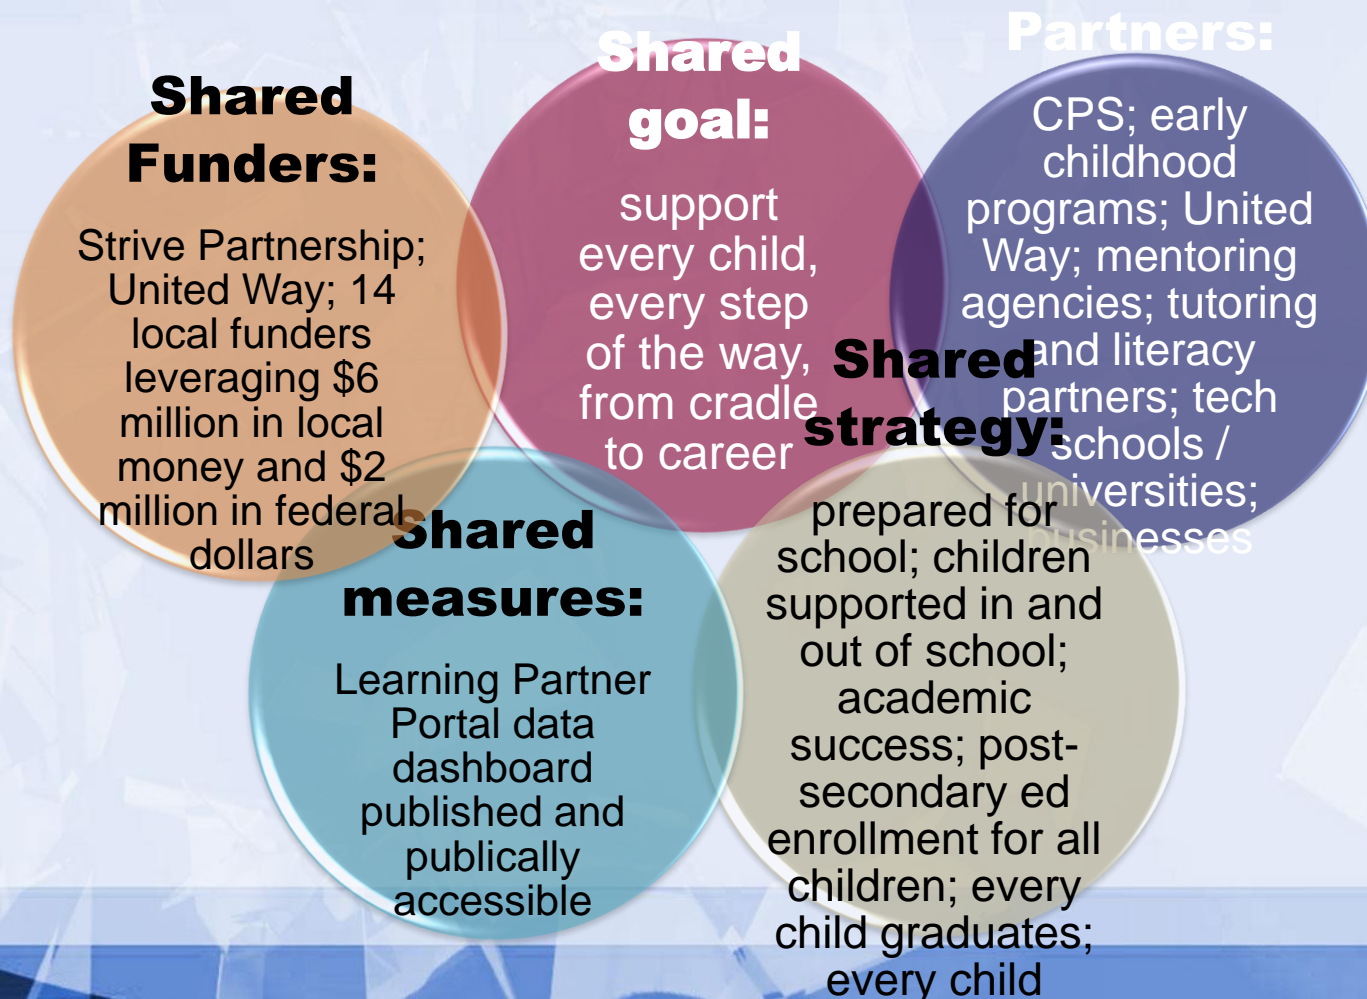 Shared
Funders:
Strive Partnership;
United Way; 14
local funders
leveraging $6
million in local
money and $2
million in federal
dollars
Shared
goal:
support
every child,
every step
of the way,
from cradle
to career
Partners:
CPS; early
childhood
programs; United
Way; mentoring
agencies; tutoring
and literacy
partners; tech
schools /
universities;
businesses
Shared
measures:
Learning Partner
Portal data
dashboard
published and
publically
accessible
Shared
strategy:
prepared for
school; children
supported in and
out of school;
academic
success; post-
secondary ed
enrollment for all
children; every
child graduates;
every child